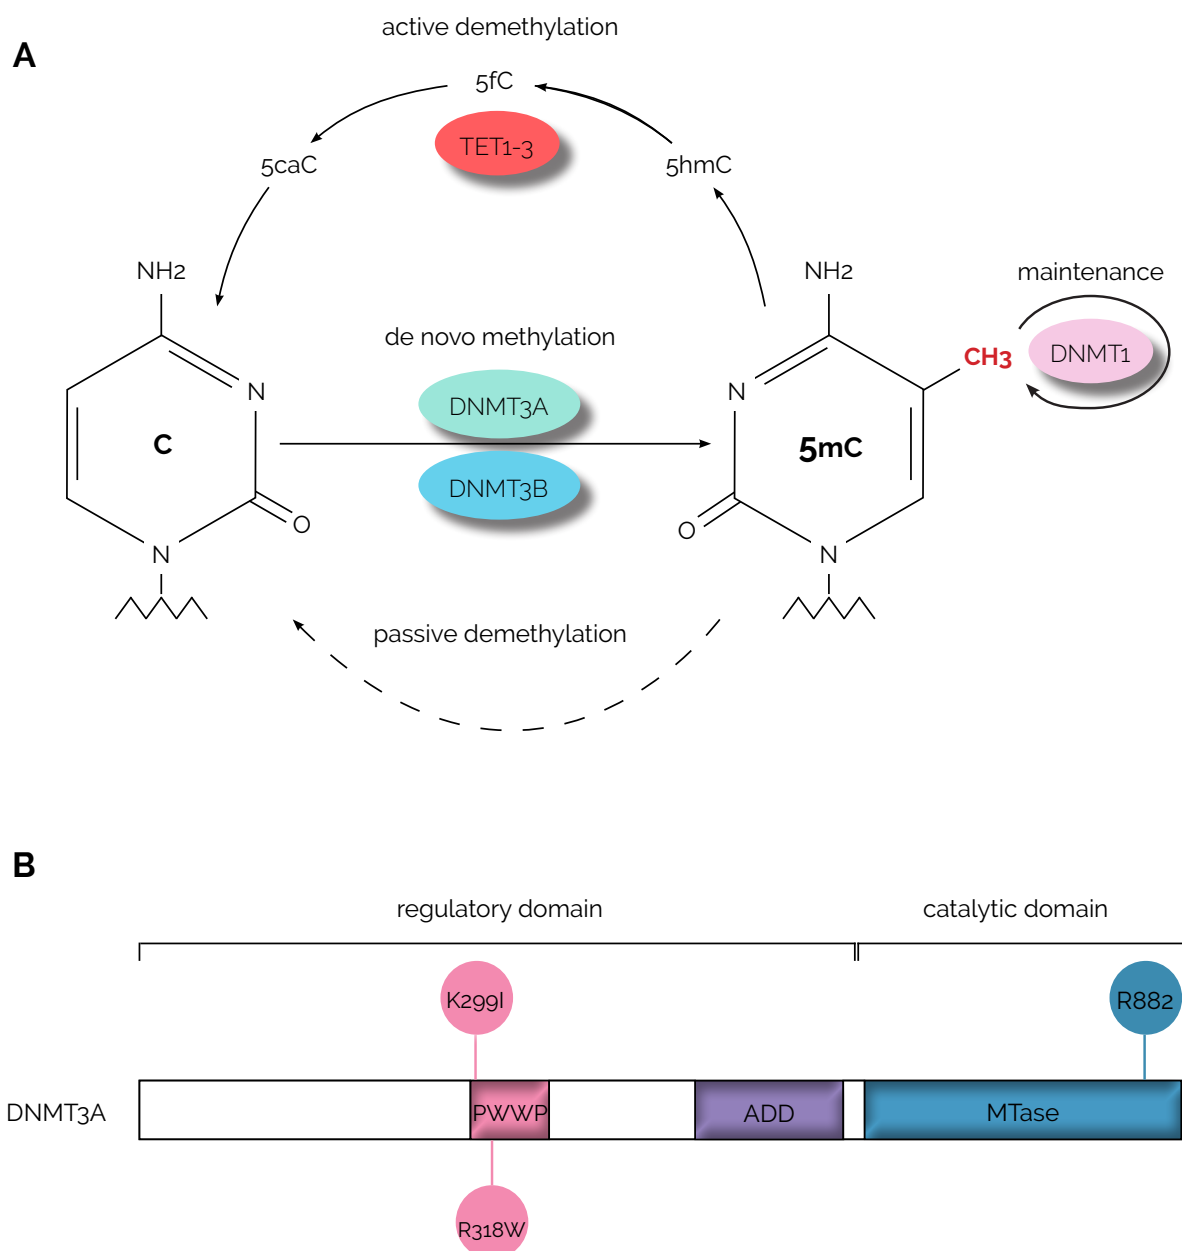 A
active demethylation
5fC
TET1-3
5caC
5hmC
NH2
NH2
maintenance
de novo methylation
CH3
DNMT1
N
DNMT3A
N
C
5mC
DNMT3B
O
O
N
N
passive demethylation
B
regulatory domain
catalytic domain
K299I
R882
DNMT3A
PWWP
ADD
MTase
R318W